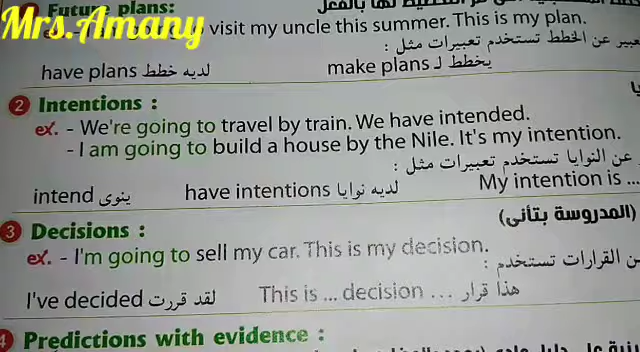 Mrs.Amany
Future plans:
visit my uncle this summer. This is my plan.
عن الخطط تستخدم تعبيرات مثل :
have plans لديه خطط make plans يخطط لـ
2 Intentions :
ex. - We're going to travel by train. We have intended.
- I am going to build a house by the Nile. It's my intention.
عن النوايا تستخدم تعبيرات مثل :
intend ينوى have intentions لديه نوايا My intention is ...
3 Decisions : (المدروسة بتأنى)
ex. - I'm going to sell my car. This is my decision.
القرارات تستخدم :
I've decided لقد قررت This is ... decision ... هذا قرار
4 Predictions with evidence :